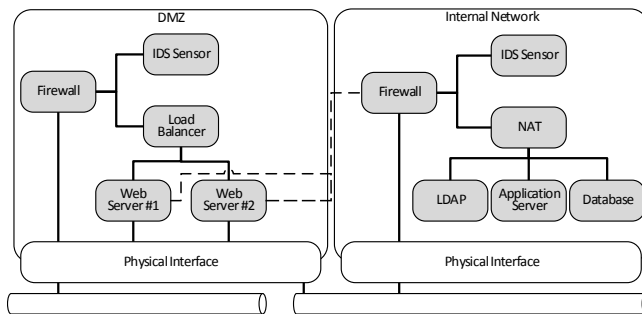 DMZ
IDS Sensor
Firewall
Load
Balancer
Web
Server #1
Web
Server #2
Physical Interface
Internal Network
IDS Sensor
Firewall
NAT
LDAP
Application
Server
Database
Physical Interface